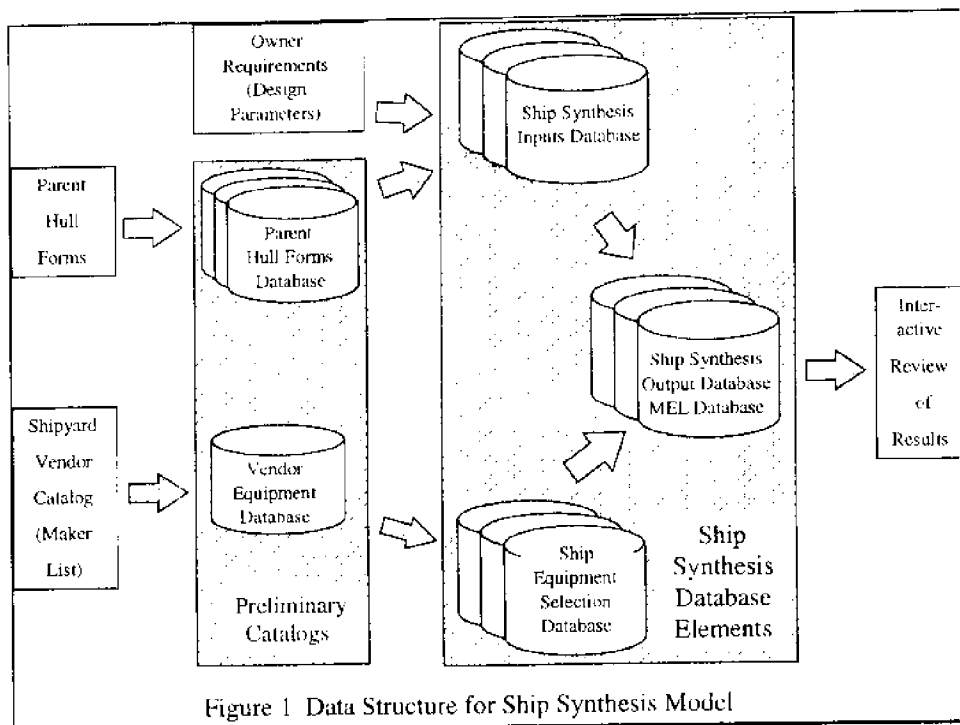 Owner
Requirements
(Design
Parameters)
Ship Synthesis
Inputs Database
Parent
Hull
Forms
Parent
Hull Forms
Database
Ship Synthesis
Output Database
MEL Database
Inter-
active
Review
of
Results
Shipyard
Vendor
Catalog
(Maker
List)
Vendor
Equipment
Database
Preliminary
Catalogs
Ship
Equipment
Selection
Database
Ship
Synthesis
Database
Elements
Figure 1 Data Structure for Ship Synthesis Model